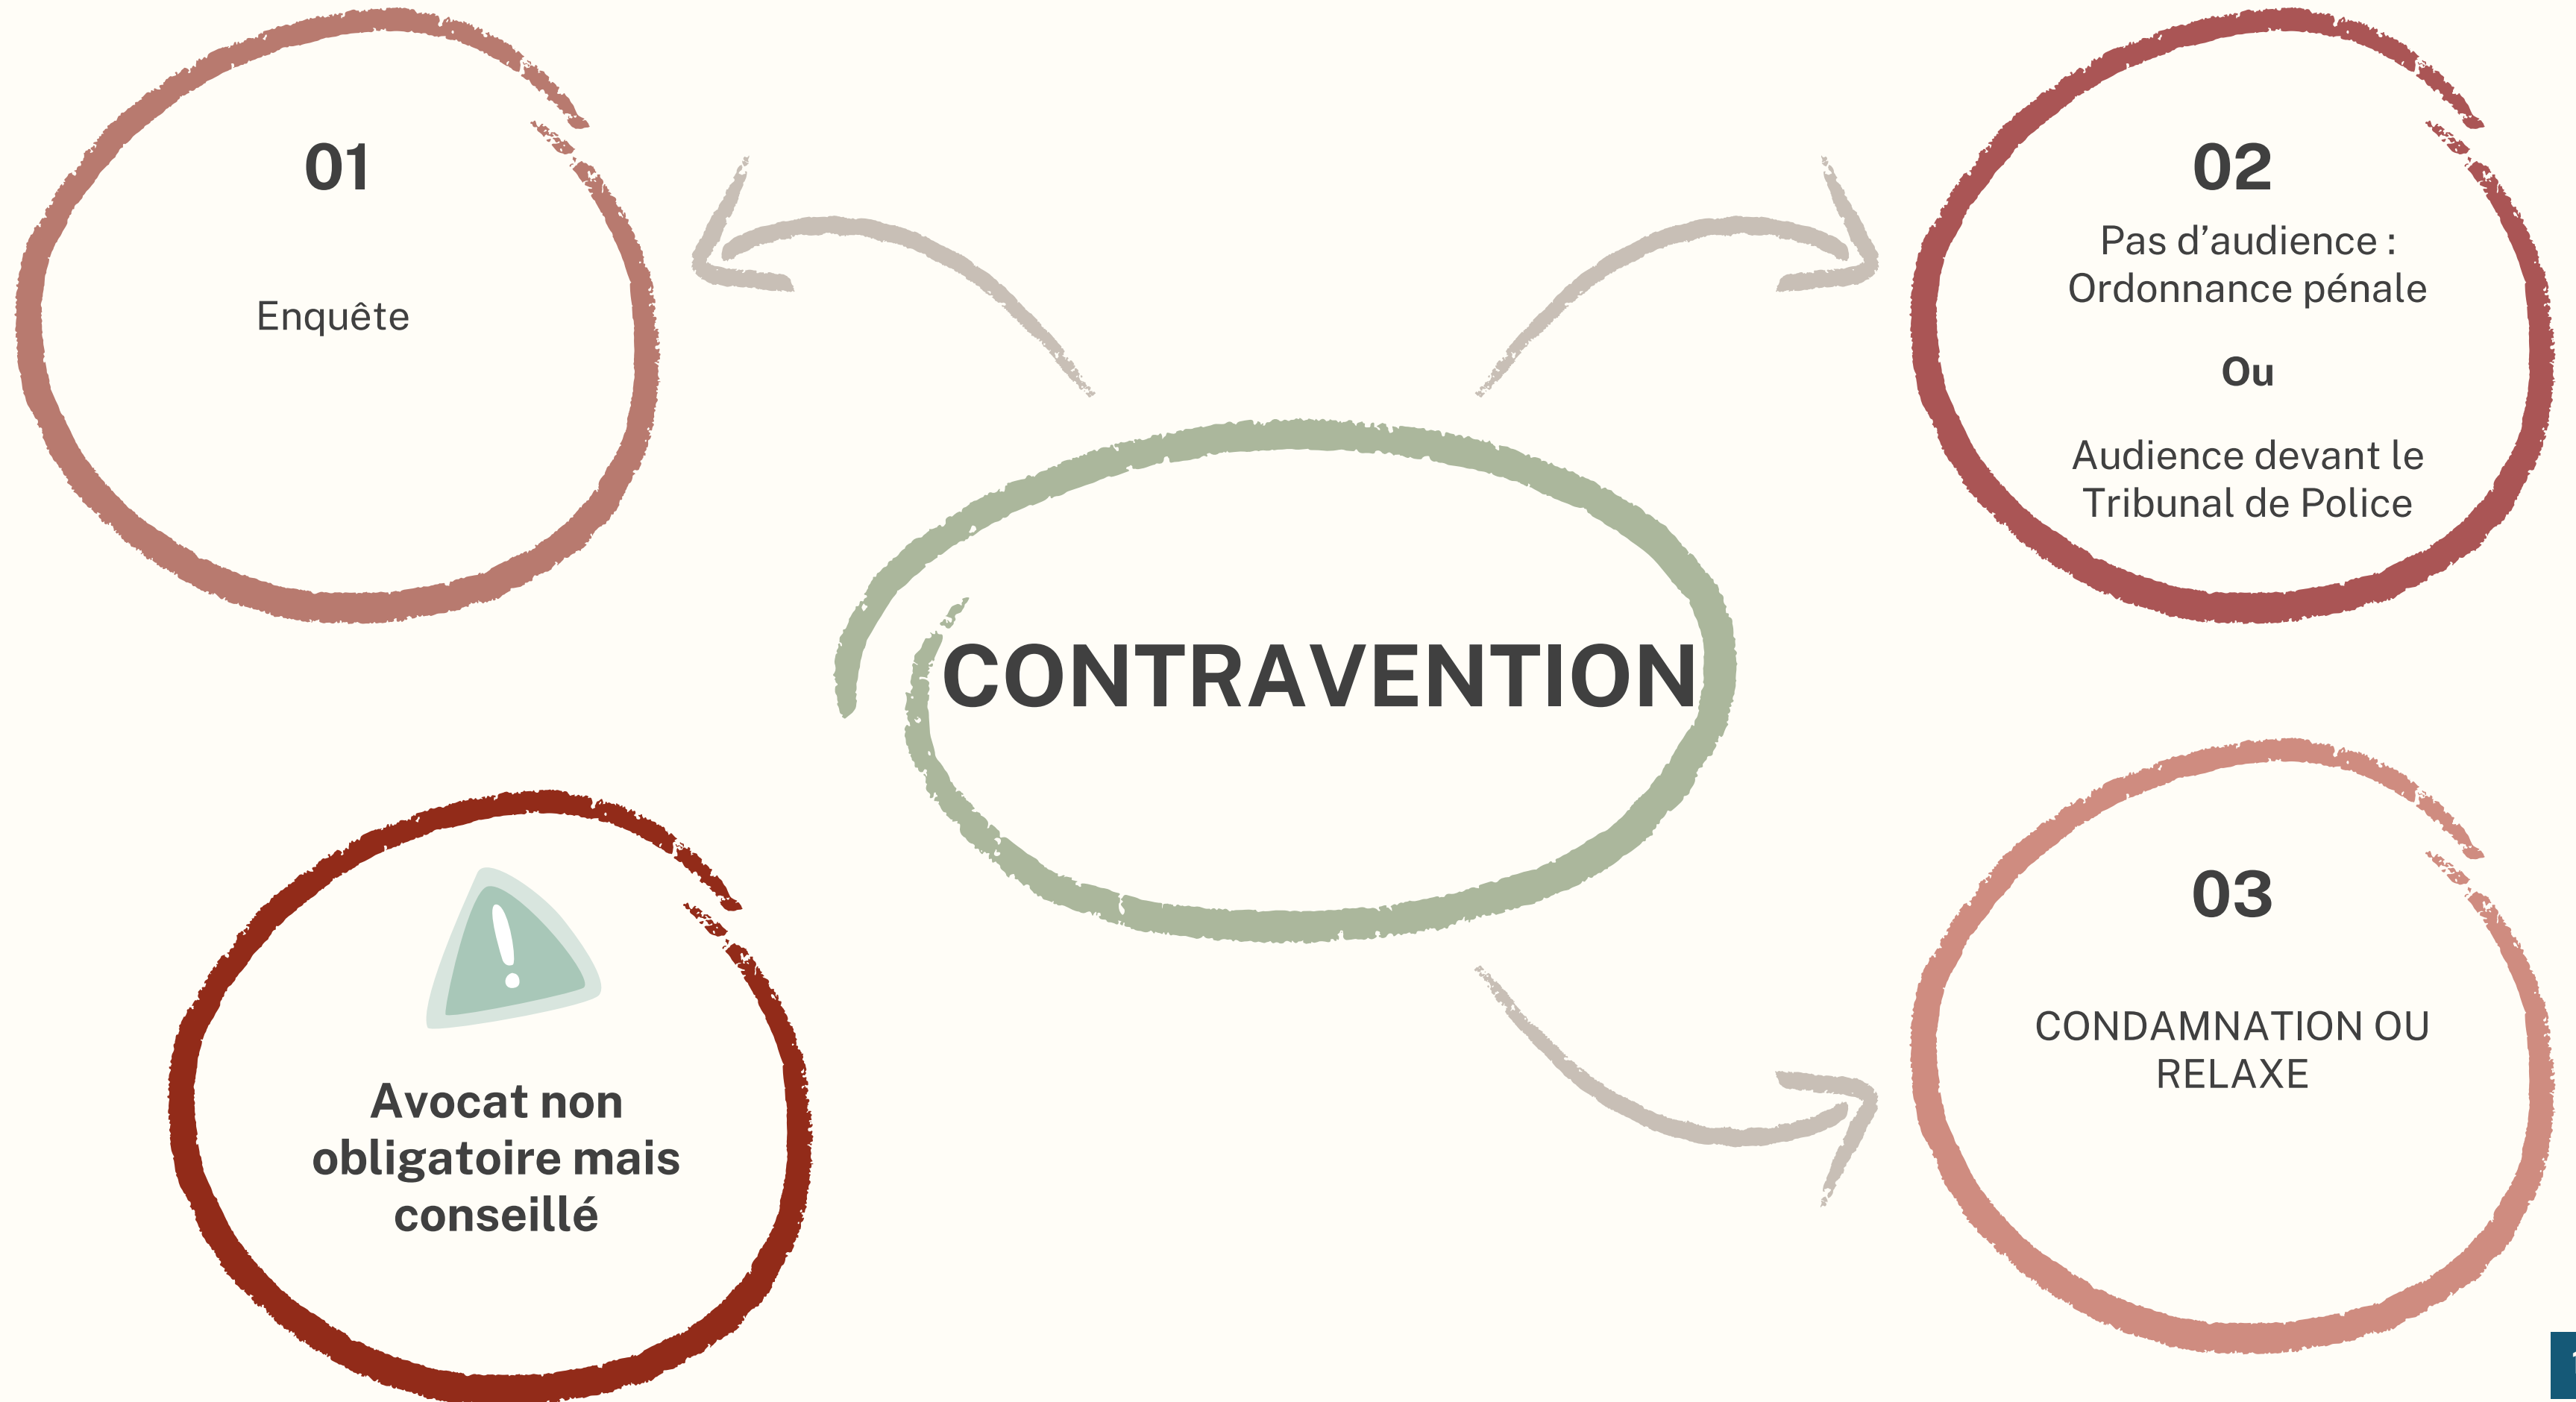 01
Enquête
02
Pas d’audience :
Ordonnance pénale
Ou
Audience devant le
Tribunal de Police
CONTRAVENTION
03
CONDAMNATION OU
RELAXE
Avocat non
obligatoire mais
conseillé